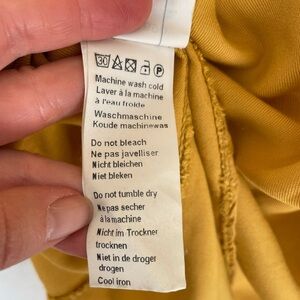 30 P
Machine wash cold
Laver à la machine
à l'eau froide
Waschmaschine
Koude machinewas
Do not bleach
Ne pas javelliser
Nicht bleichen
Niet bleken
Do not tumble dry
Ne pas secher
à la machine
Nicht im Trockner
trocknen
Niet in de droger
drogen
Cool iron